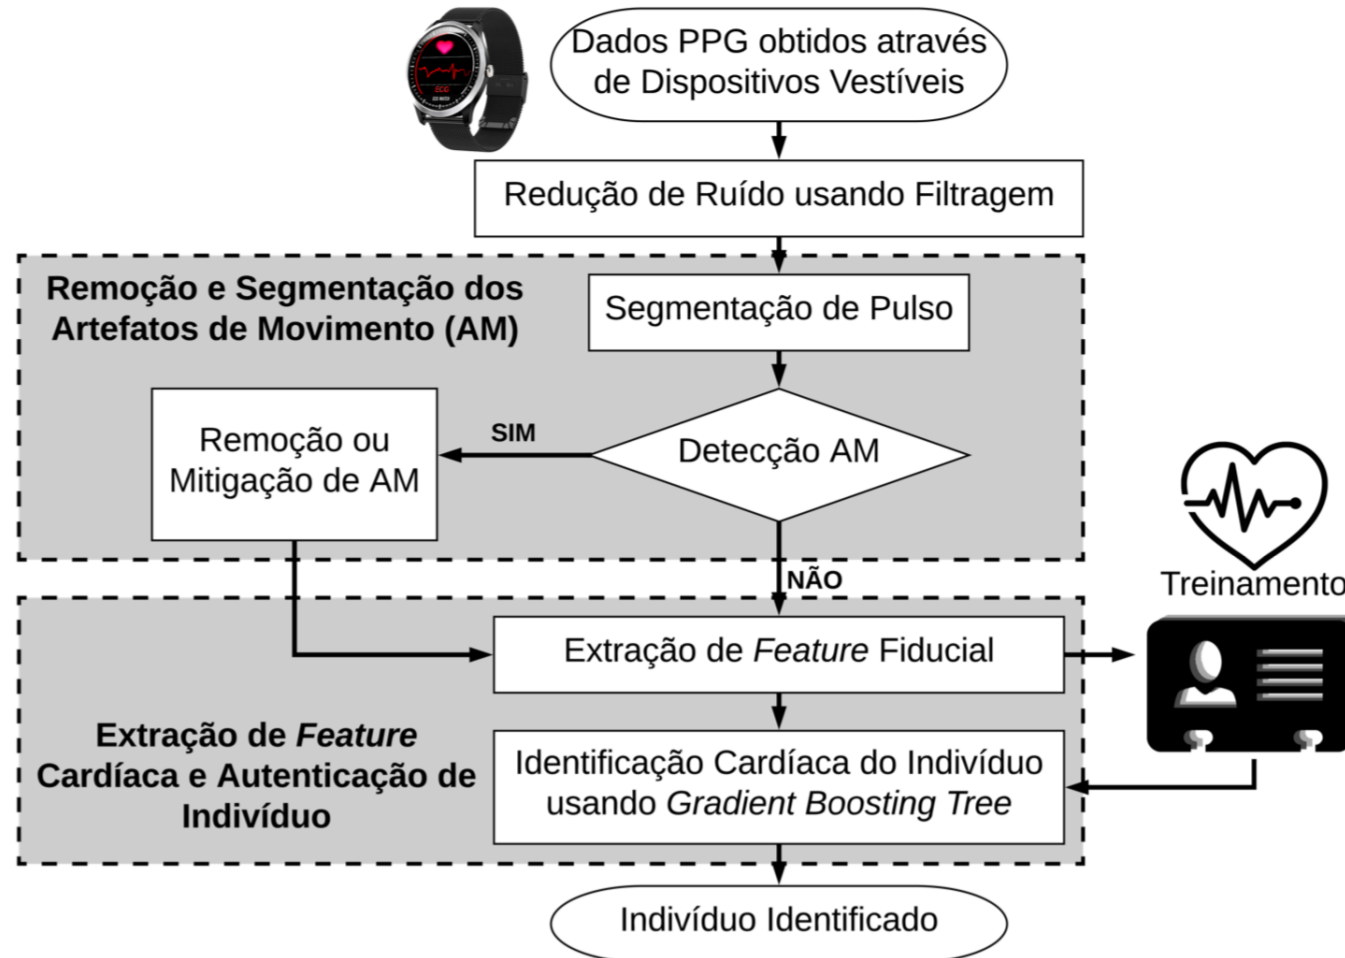 Dados PPG obtidos através
de Dispositivos Vestíveis
Redução de Ruído usando Filtragem
Remoção e Segmentação dos
Artefatos de Movimento (AM)
Segmentação de Pulso
Remoção ou
Mitigação de AM
SIM
Detecção AM
NÃO
Treinamento
Extração de Feature Fiducial
Extração de Feature
Cardíaca e Autenticação de
Indivíduo
Identificação Cardíaca do Indivíduo
usando Gradient Boosting Tree
Indivíduo Identificado